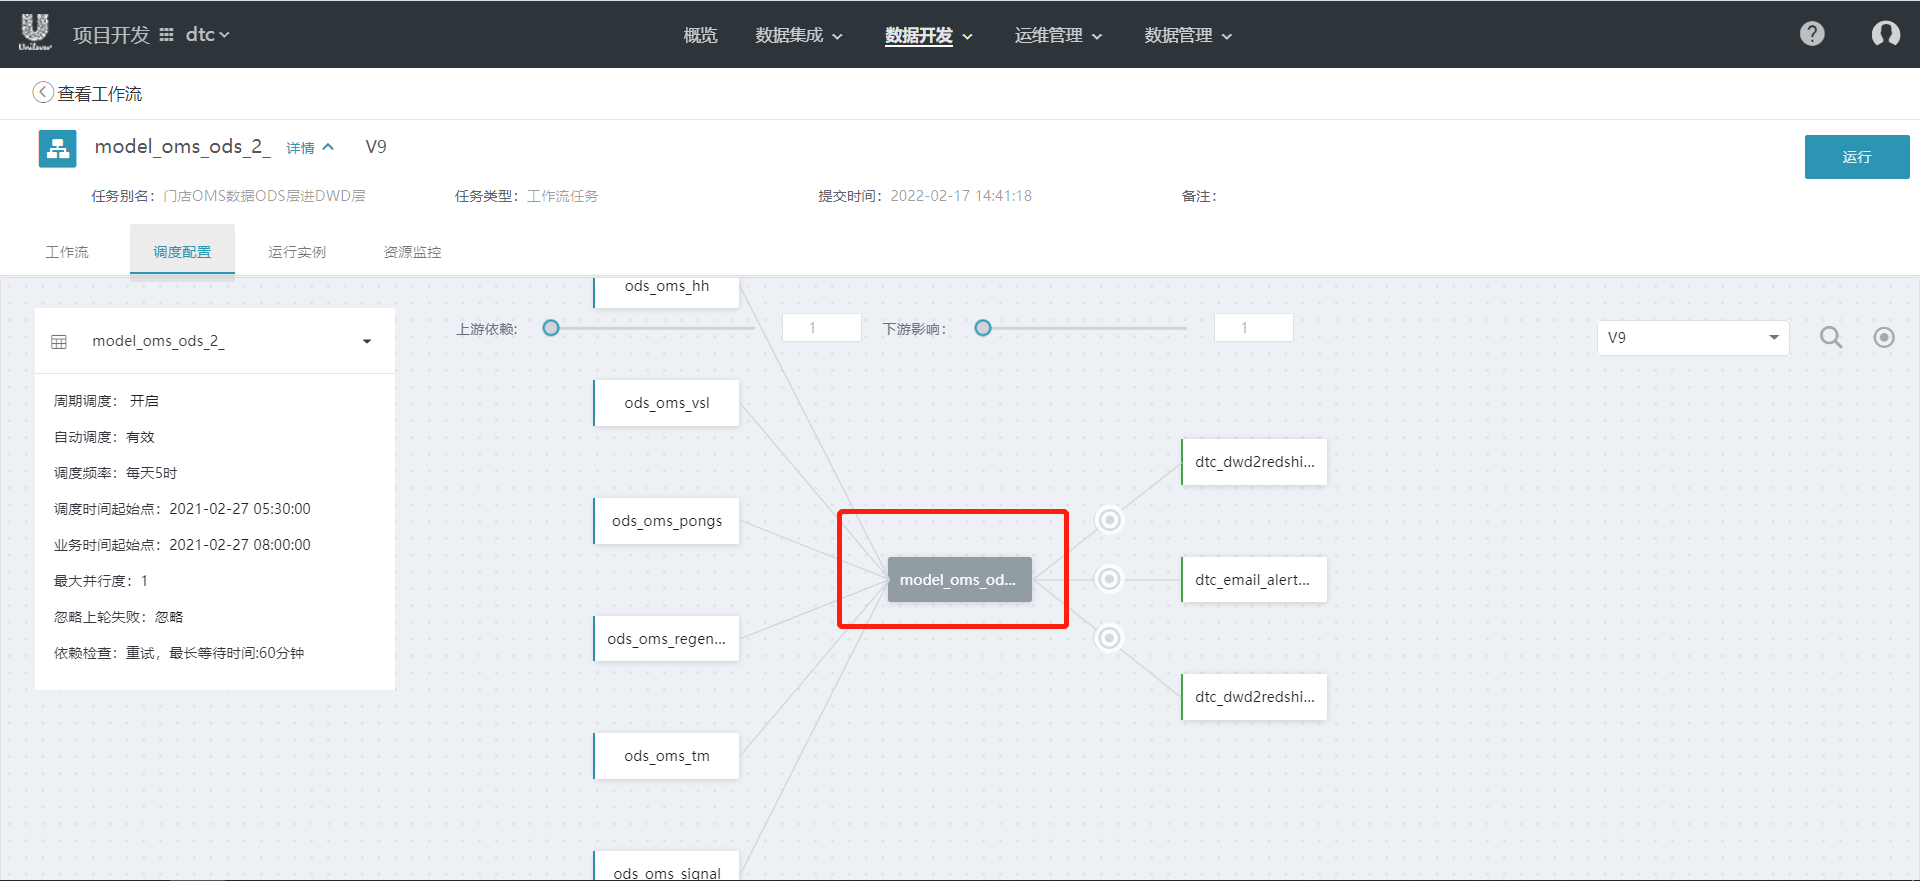 Unilever
项目开发 dtc
概览 数据集成 数据开发 运维管理 数据管理
查看工作流
model_oms_ods_2_ 详情 V9
运行
任务别名：门店OMS数据ODS层进DWD层 任务类型：工作流任务 提交时间：2022-02-17 14:41:18 备注：
工作流 调度配置 运行实例 资源监控
ods_oms_hh
上游依赖: 1 下游影响： 1
V9
model_oms_ods_2_
周期调度： 开启
自动调度：有效
调度频率：每天5时
调度时间起始点：2021-02-27 05:30:00
业务时间起始点：2021-02-27 08:00:00
最大并行度：1
忽略上轮失败：忽略
依赖检查：重试，最长等待时间:60分钟
ods_oms_vsl
dtc_dwd2redshi...
ods_oms_pongs
model_oms_od...
dtc_email_alert...
ods_oms_regen...
dtc_dwd2redshi...
ods_oms_tm
ods_oms_signal